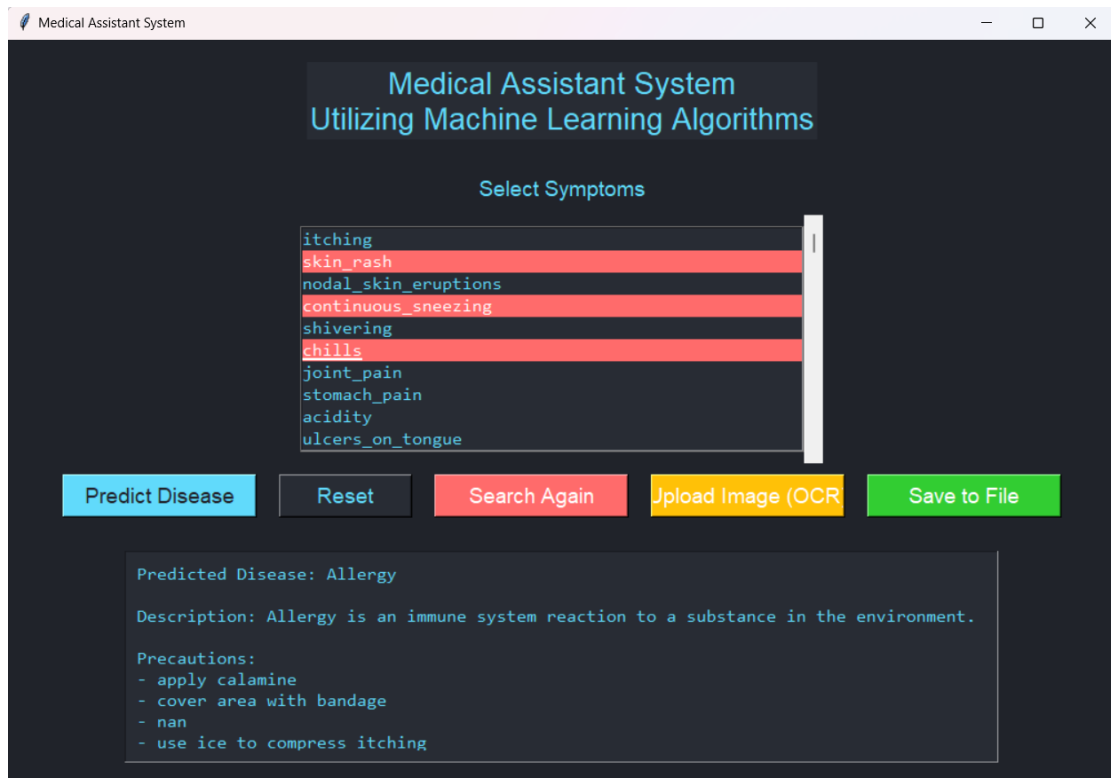 Medical Assistant System
Medical Assistant System
Utilizing Machine Learning Algorithms
Select Symptoms
itching
skin_rash
nodal_skin_eruptions
continuous_sneezing
shivering
chills
joint_pain
stomach_pain
acidity
ulcers_on_tongue
Predict Disease
Reset
Search Again
Upload Image (OCR
Save to File
Predicted Disease: Allergy
Description: Allergy is an immune system reaction to a substance in the environment.
Precautions:
- apply calamine
- cover area with bandage
- nan
- use ice to compress itching